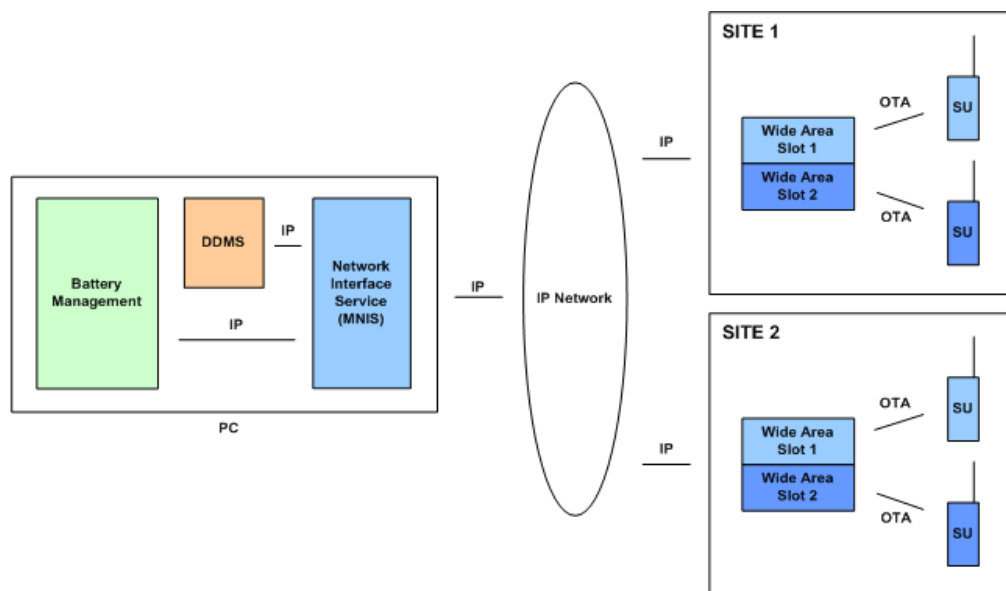 SITE 1
OTA
SU
Wide Area
Slot 1
Wide Area
Slot 2
OTA
SU
IP
Battery
Management
DDMS
IP
Network
Interface
Service
(MNIS)
IP
PC
IP
IP Network
IP
SITE 2
OTA
SU
Wide Area
Slot 1
Wide Area
Slot 2
OTA
SU